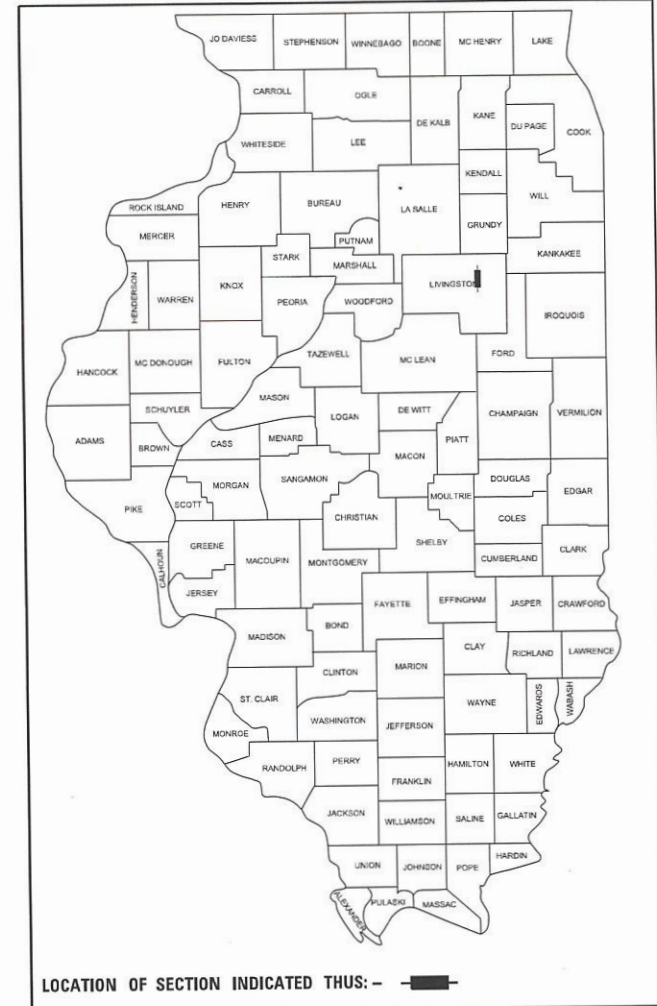 JO DAVIESS
STEPHENSON
WINNEBAGO
BOONE
MC HENRY
LAKE
CARROLL
OGLE
DE KALB
KANE
DU PAGE
COOK
WHITESIDE
LEE
KENDALL
WILL
ROCK ISLAND
HENRY
BUREAU
LA SALLE
GRUNDY
MERCER
PUTNAM
STARK
MARSHALL
KANKAKEE
HENDERSON
WARREN
KNOX
PEORIA
WOODFORD
LIVINGSTON
IROQUOIS
HANCOCK
MC DONOUGH
FULTON
TAZEWELL
MC LEAN
FORD
SCHUYLER
MASON
LOGAN
DE WITT
CHAMPAIGN
VERMILION
ADAMS
BROWN
CASS
MENARD
PIATT
MACON
PIKE
SCOTT
MORGAN
SANGAMON
CHRISTIAN
MOULTRIE
DOUGLAS
EDGAR
COLES
CALHOUN
GREENE
MACOUPIN
MONTGOMERY
SHELBY
CUMBERLAND
CLARK
JERSEY
FAYETTE
EFFINGHAM
JASPER
CRAWFORD
MADISON
BOND
CLAY
RICHLAND
LAWRENCE
CLINTON
MARION
ST. CLAIR
WAYNE
EDWARDS
WABASH
MONROE
WASHINGTON
JEFFERSON
RANDOLPH
PERRY
HAMILTON
WHITE
FRANKLIN
JACKSON
WILLIAMSON
SALINE
GALLATIN
UNION
JOHNSON
POPE
HARDIN
ALEXANDER
PULASKI
MASSAC
LOCATION OF SECTION INDICATED THUS: -